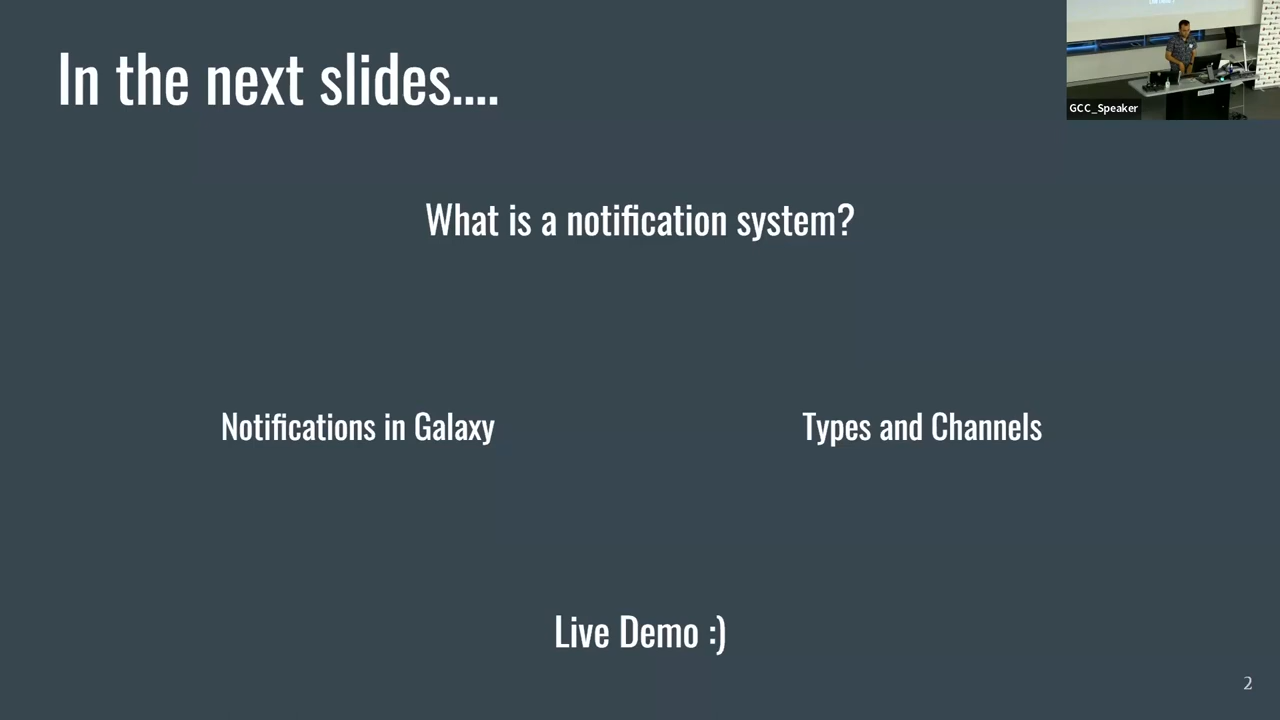 In the next slides....
GCC_Speaker
What is a notification system?
Notifications in Galaxy
Types and Channels
Live Demo :)
2